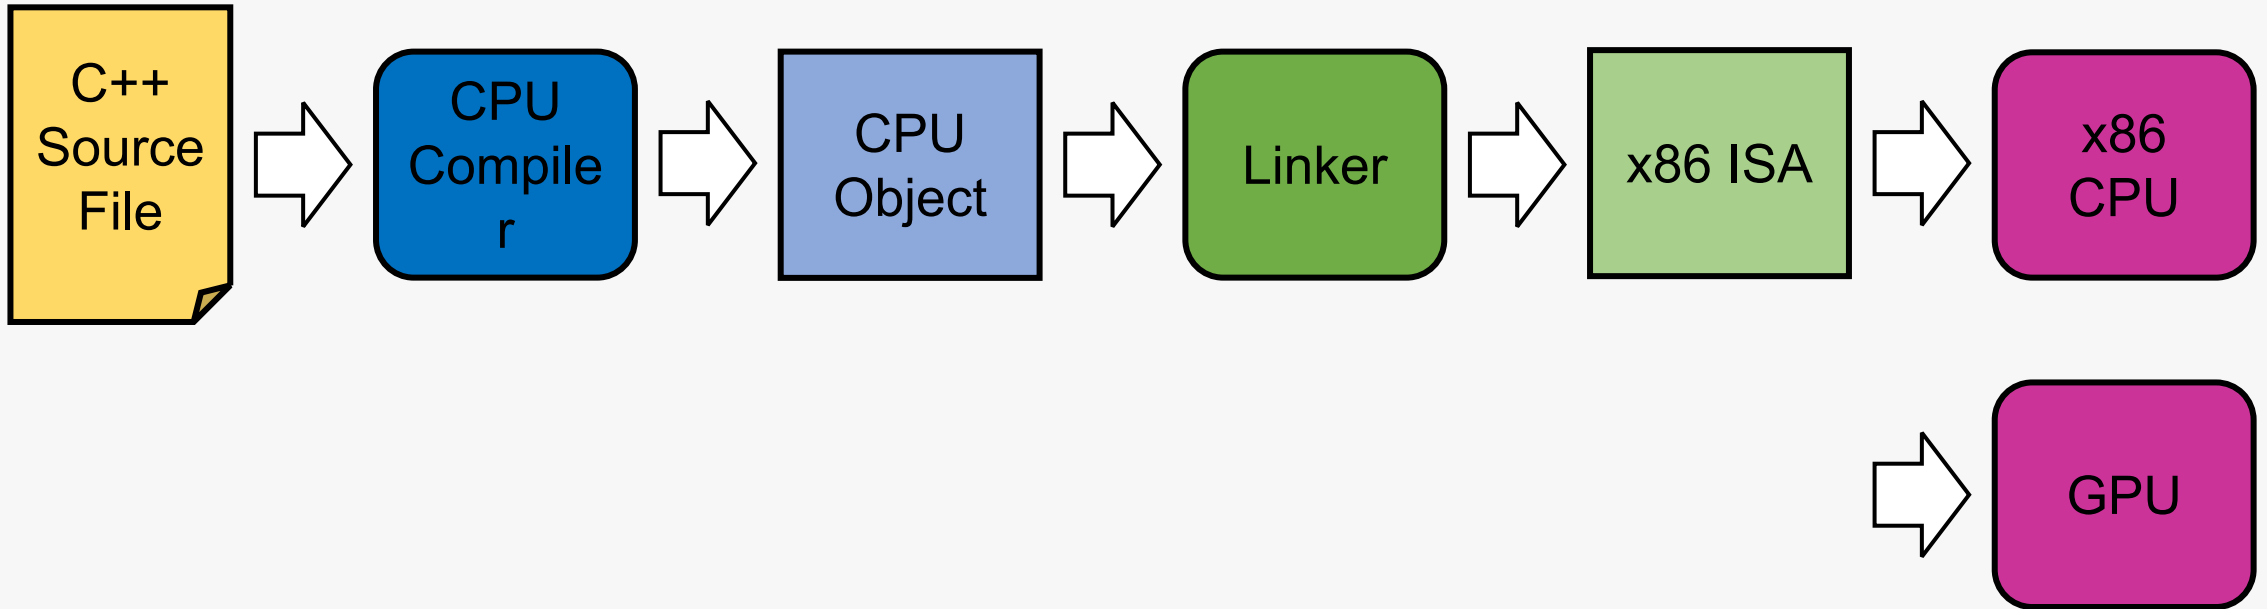 C++
Source
File
CPU
Compile
r
CPU
Object
Linker
x86 ISA
x86
CPU
GPU